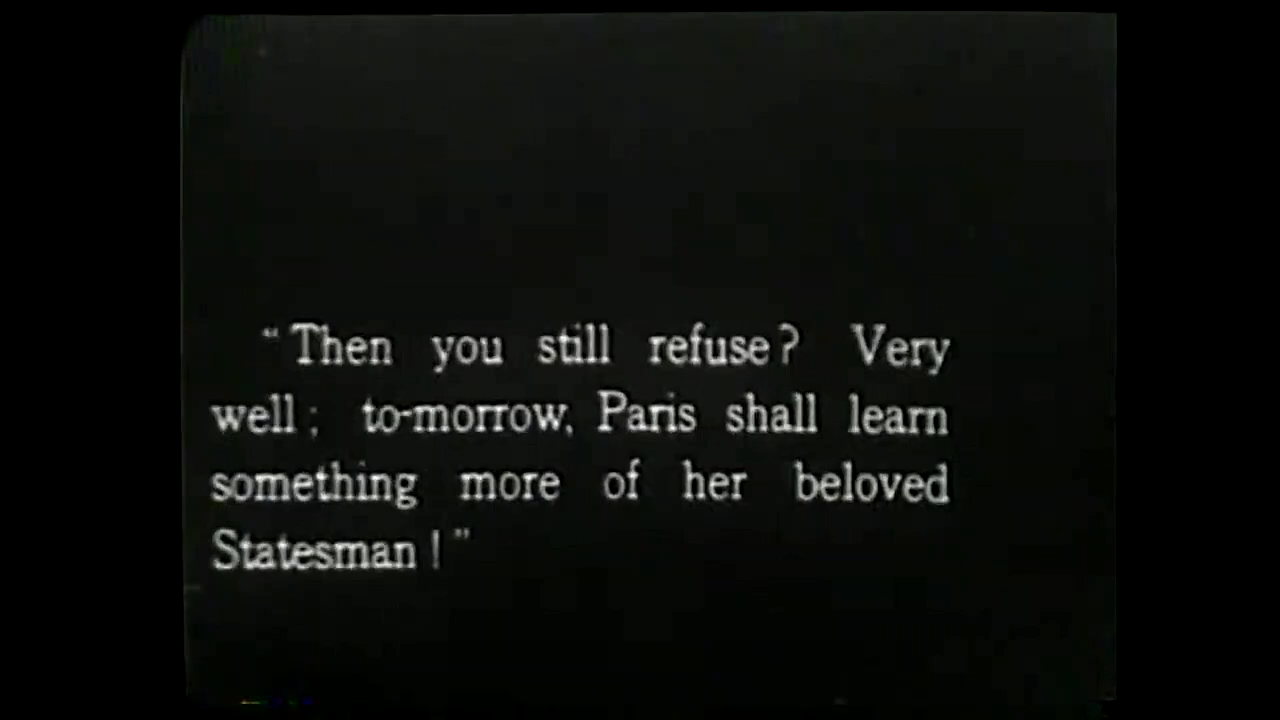 “Then you still refuse? Very
well; to-morrow, Paris shall learn
something more of her beloved
Statesman!”